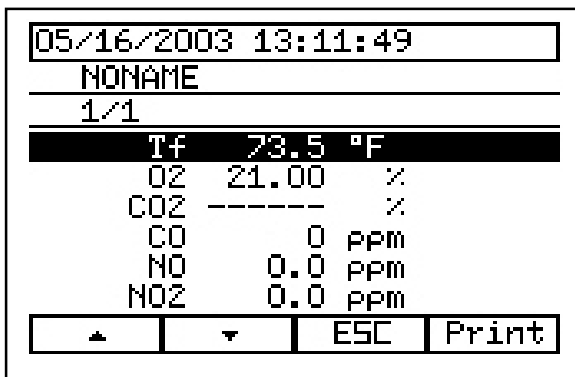 05/16/2003 13:11:49
NONAME
1/1
Tf 73.5 °F
O2 21.00 %
CO2 ------ %
CO 0 ppm
NO 0.0 ppm
NO2 0.0 ppm
▲ ▼ ESC Print